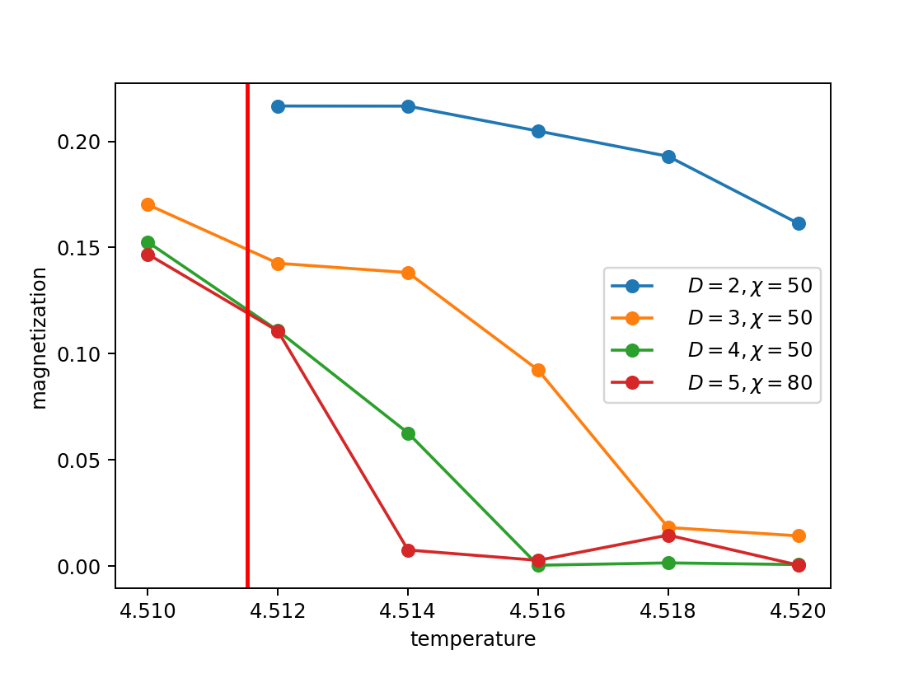 0.20
0.15
0.10
0.05
0.00
magnetization
D = 2, χ = 50
D = 3, χ = 50
D = 4, χ = 50
D = 5, χ = 80
4.510 4.512 4.514 4.516 4.518 4.520
temperature